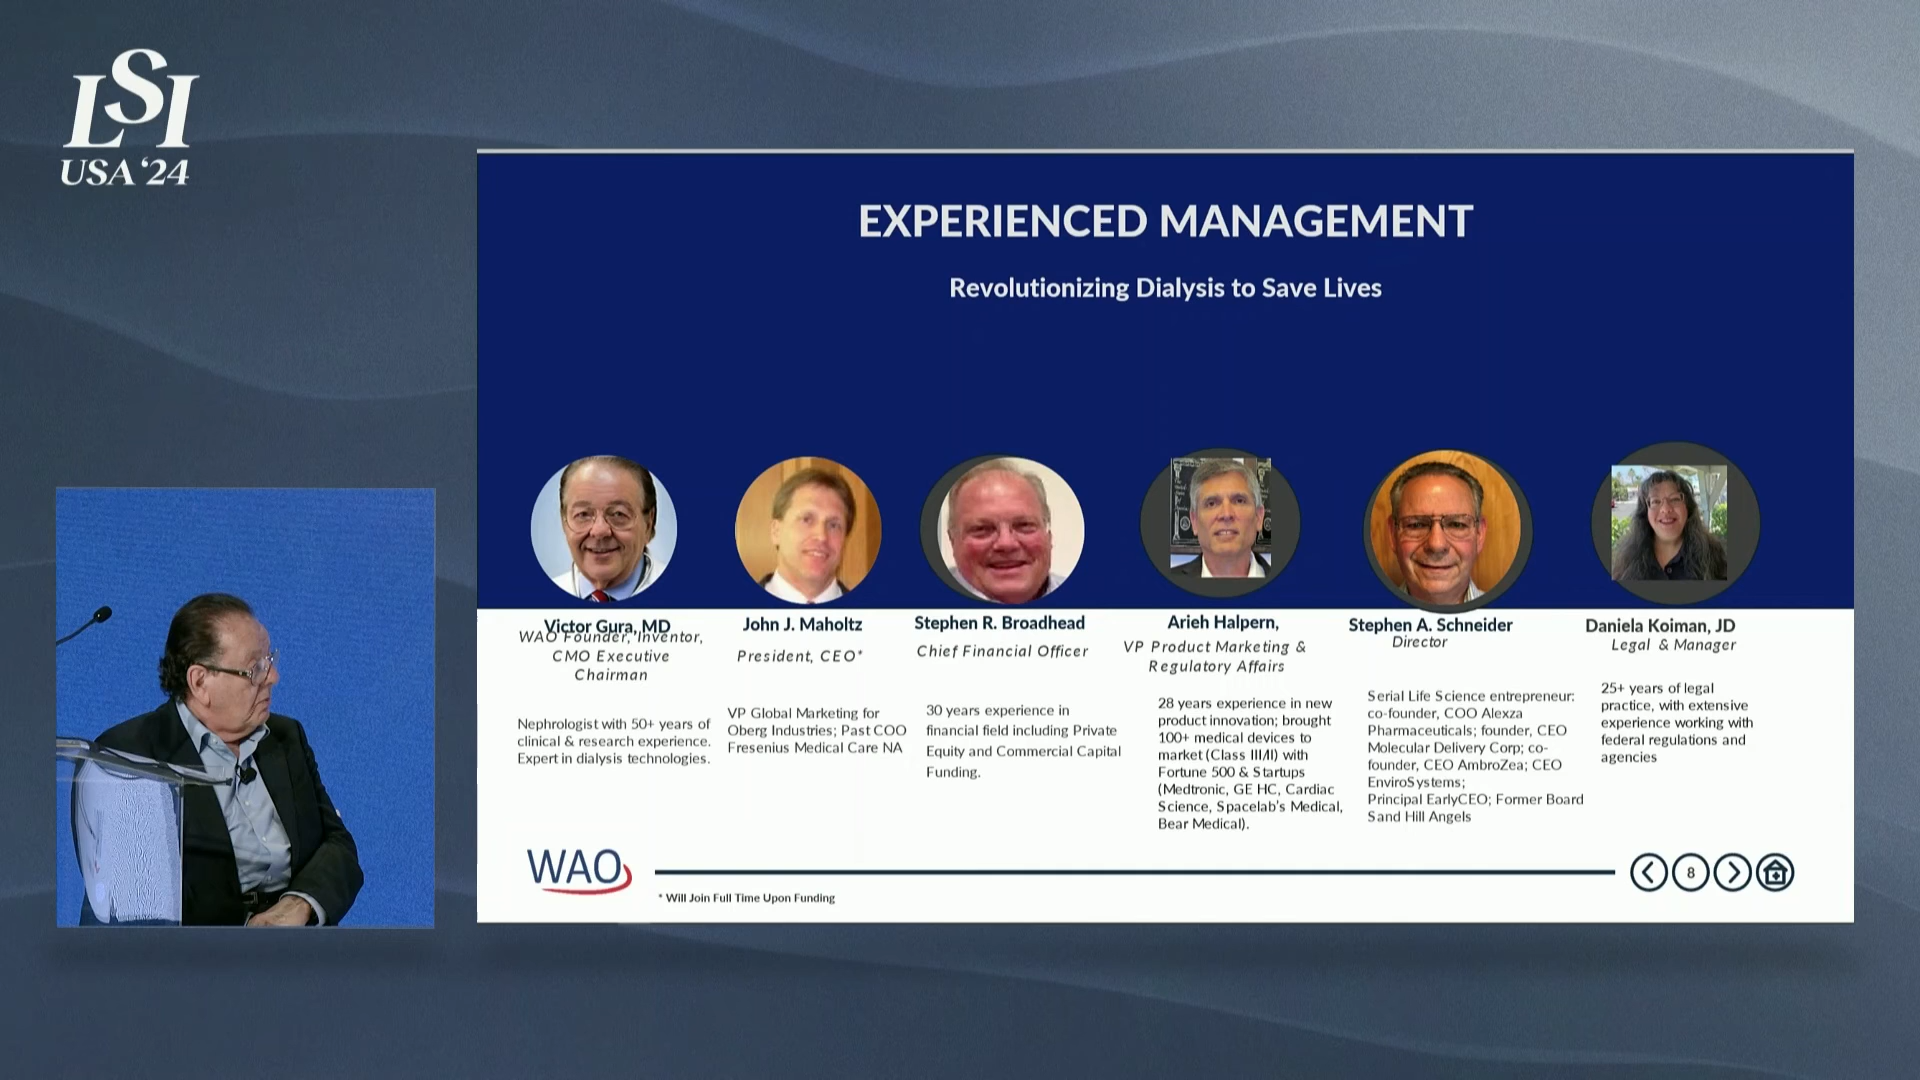 LSI
USA '24
EXPERIENCED MANAGEMENT
Revolutionizing Dialysis to Save Lives
Victor Gura, MD
WAO Founder, Inventor,
CMO Executive
Chairman
Nephrologist with 50+ years of
clinical & research experience.
Expert in dialysis technologies.
John J. Maholtz
President, CEO*
VP Global Marketing for
Oberg Industries; Past COO
Fresenius Medical Care NA
Stephen R. Broadhead
Chief Financial Officer
30 years experience in
financial field including Private
Equity and Commercial Capital
Funding.
Arieh Halpern,
VP Product Marketing &
Regulatory Affairs
28 years experience in new
product innovation; brought
100+ medical devices to
market (Class III/II) with
Fortune 500 & Startups
(Medtronic, GE HC, Cardiac
Science, Spacelab's Medical,
Bear Medical).
Stephen A. Schneider
Director
Serial Life Science entrepreneur:
co-founder, COO Alexza
Pharmaceuticals; founder, CEO
Molecular Delivery Corp; co-
founder, CEO AmbroZea; CEO
EnviroSystems;
Principal EarlyCEO; Former Board
Sand Hill Angels
Daniela Koiman, JD
Legal & Manager
25+ years of legal
practice, with extensive
experience working with
federal regulations and
agencies
WAO
8
* Will Join Full Time Upon Funding